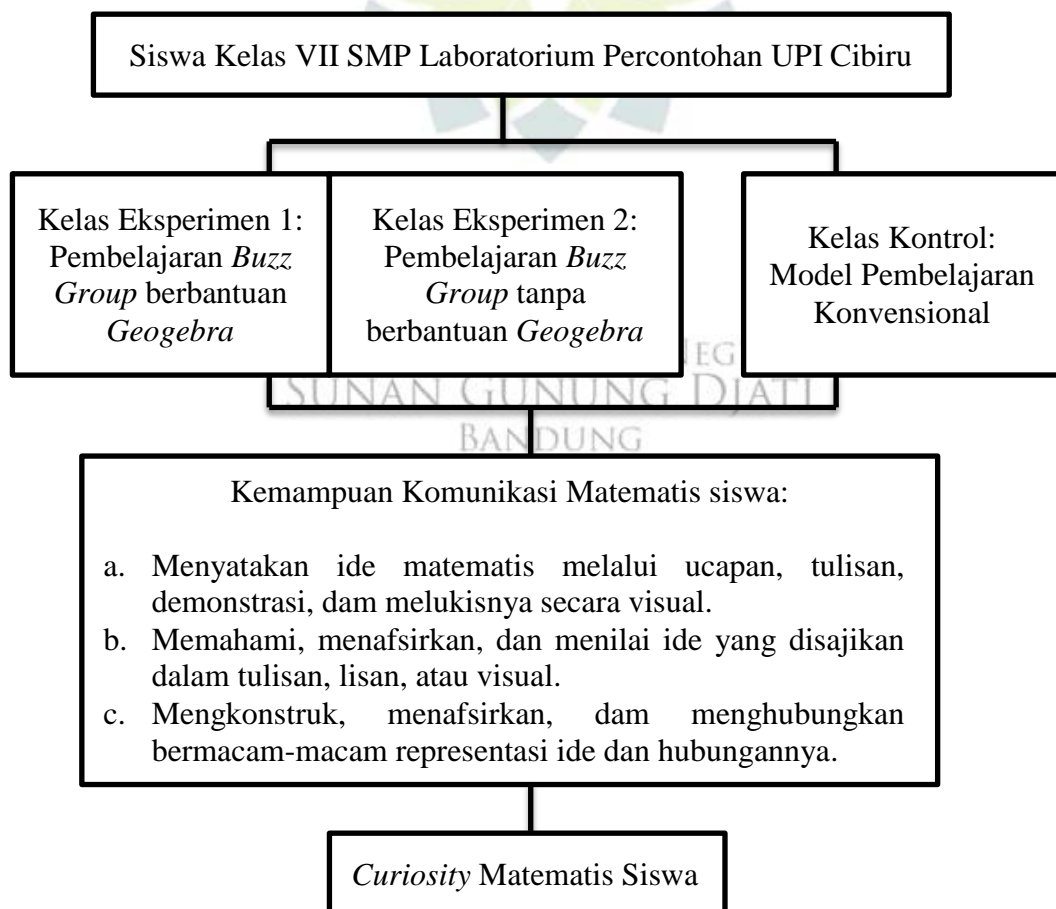 Siswa Kelas VII SMP Laboratorium Percontohan UPI Cibiru
Kelas Eksperimen 1:
Pembelajaran Buzz
Group berbantuan
Geogebra
Kelas Eksperimen 2:
Pembelajaran Buzz
Group tanpa
berbantuan Geogebra
Kelas Kontrol:
Model Pembelajaran
Konvensional
NEG
SUNAN GUNUNG DJATI
BANDUNG
Kemampuan Komunikasi Matematis siswa:
a. Menyatakan ide matematis melalui ucapan, tulisan,
demonstrasi, dam melukisnya secara visual.
b. Memahami, menafsirkan, dan menilai ide yang disajikan
dalam tulisan, lisan, atau visual.
c. Mengkonstruk, menafsirkan, dam menghubungkan
bermacam-macam representasi ide dan hubungannya.
Curiosity Matematis Siswa